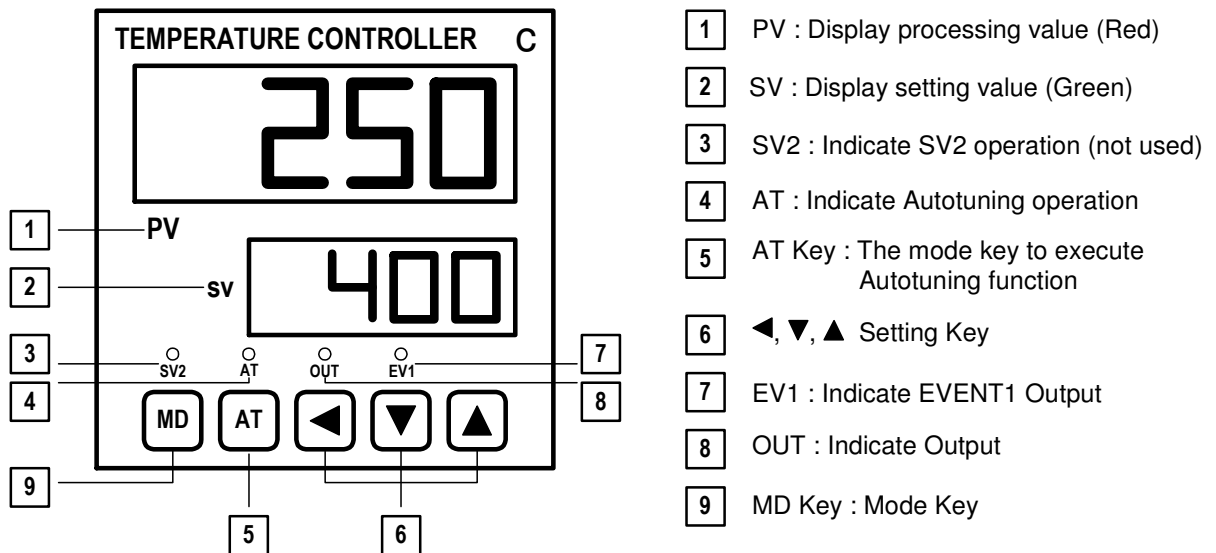 TEMPERATURE CONTROLLER C
250
1 PV
2 SV 400
3 SV2 AT OUT EV1 7
4 8
MD AT ◀ ▼ ▲
9
5 6
1 PV : Display processing value (Red)
2 SV : Display setting value (Green)
3 SV2 : Indicate SV2 operation (not used)
4 AT : Indicate Autotuning operation
5 AT Key : The mode key to execute
Autotuning function
6 ◀, ▼, ▲ Setting Key
7 EV1 : Indicate EVENT1 Output
8 OUT : Indicate Output
9 MD Key : Mode Key